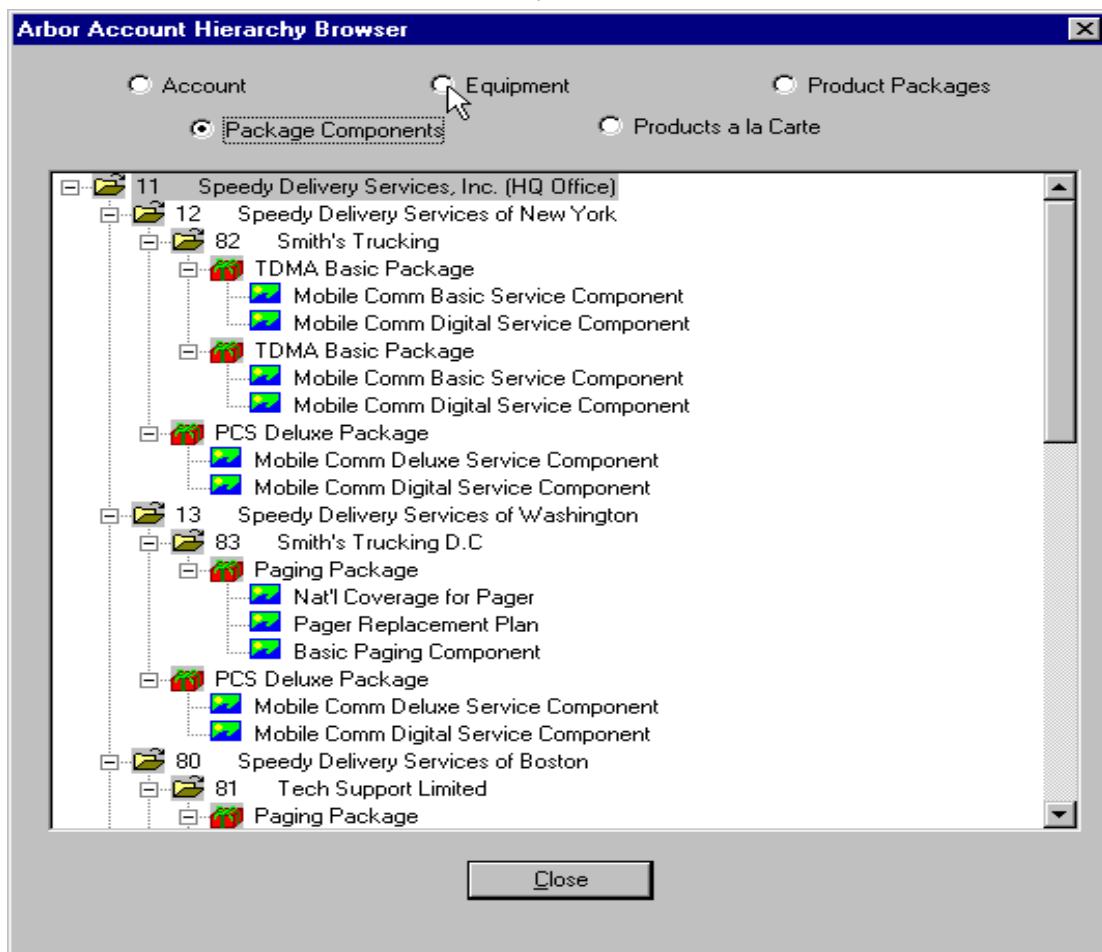 Arbor Account Hierarchy Browser
Account Equipment Product Packages
Package Components Products a la Carte
11 Speedy Delivery Services, Inc. (HQ Office)
12 Speedy Delivery Services of New York
82 Smith's Trucking
TDMA Basic Package
Mobile Comm Basic Service Component
Mobile Comm Digital Service Component
TDMA Basic Package
Mobile Comm Basic Service Component
Mobile Comm Digital Service Component
PCS Deluxe Package
Mobile Comm Deluxe Service Component
Mobile Comm Digital Service Component
13 Speedy Delivery Services of Washington
83 Smith's Trucking D.C
Paging Package
Nat'l Coverage for Pager
Pager Replacement Plan
Basic Paging Component
PCS Deluxe Package
Mobile Comm Deluxe Service Component
Mobile Comm Digital Service Component
80 Speedy Delivery Services of Boston
81 Tech Support Limited
Paging Package
Close